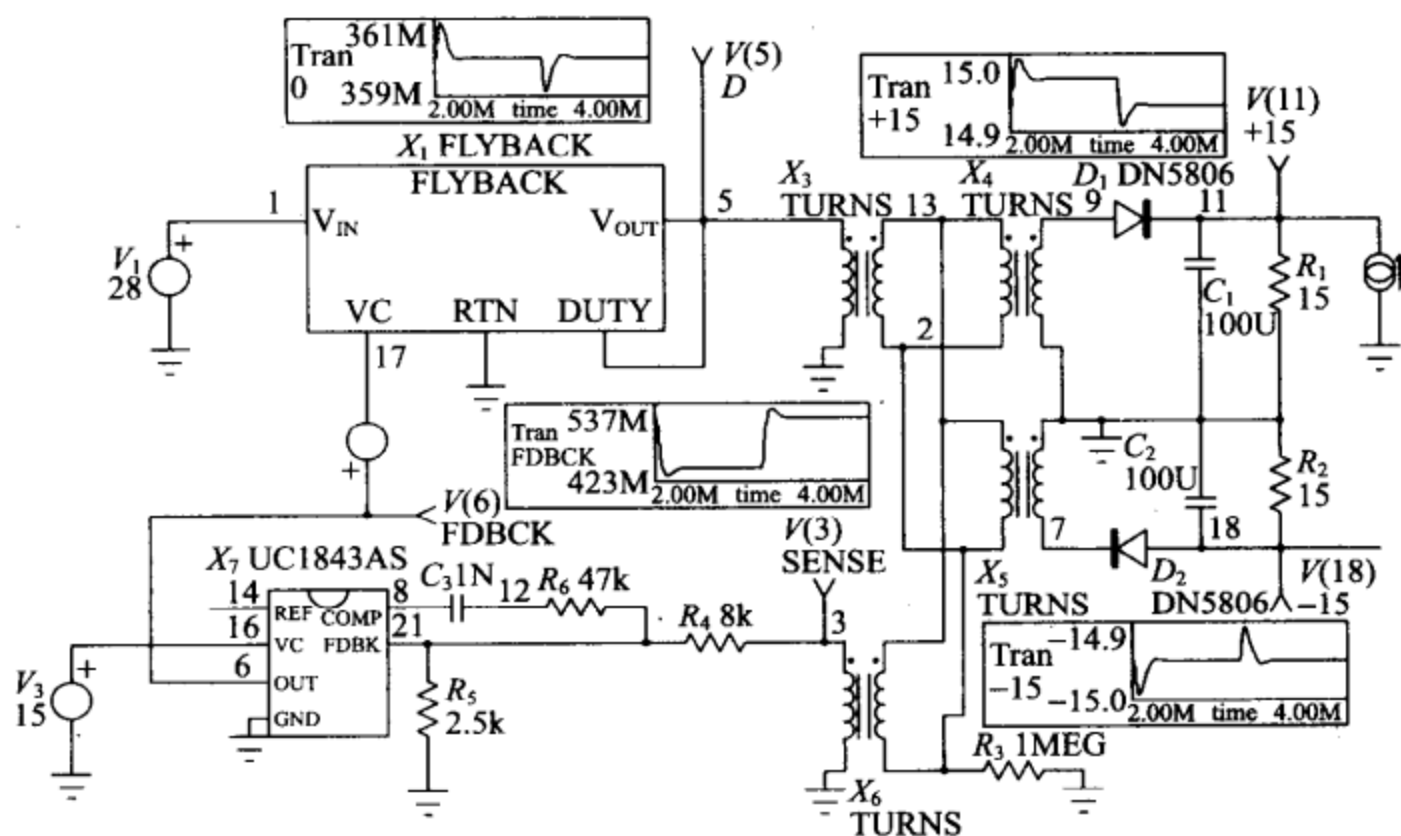 361M
Tran
0
359M
2.00M time 4.00M
V(5)
D
Tran
+15
15.0
14.9
2.00M time 4.00M
V(11)
+15
X₁ FLYBACK
FLYBACK
1
V_IN
V_OUT
5
X₃
TURNS
13
X₄
TURNS
9
D₁ DN5806
11
V₁
28
+
VC
RTN
DUTY
17
2
C₁
100U
R₁
15
+
Tran
FDBCK
537M
423M
2.00M time 4.00M
C₂
100U
R₂
15
V(6)
FDBCK
V(3)
SENSE
7
18
X₅
TURNS
D₂
DN5806
V(18)
−15
X₇ UC1843AS
14
REF
COMP
8
C₃1N
12
R₆ 47k
16
VC
FDBK
21
R₄ 8k
3
6
OUT
GND
V₃
15
+
R₅
2.5k
Tran
−15
−14.9
−15.0
2.00M time 4.00M
R₃ 1MEG
X₆
TURNS